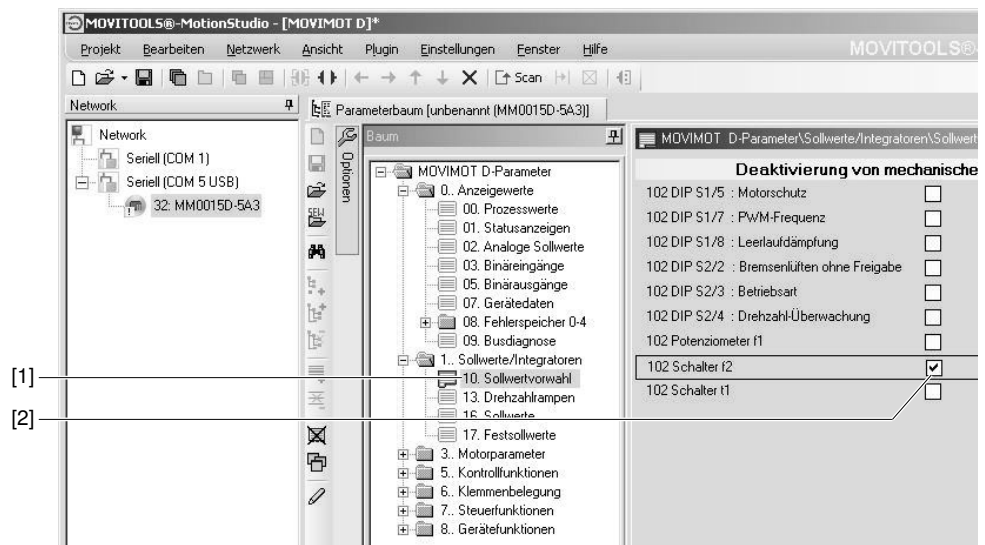 MOVITOOLS®-MotionStudio - [MOVIMOT D]*
Projekt Bearbeiten Netzwerk Ansicht Plugin Einstellungen Fenster Hilfe MOVITOOLS®
Scan
Network
Network
Seriell (COM 1)
Seriell (COM 5 USB)
32: MM0015D-5A3
Parameterbaum [unbenannt (MM0015D-5A3)]
Optionen
SEW
Baum
MOVIMOT D-Parameter
0.. Anzeigewerte
00. Prozesswerte
01. Statusanzeigen
02. Analoge Sollwerte
03. Binäreingänge
05. Binärausgänge
07. Gerätedaten
08. Fehlerspeicher 0-4
09. Busdiagnose
1.. Sollwerte/Integratoren
10. Sollwertvorwahl
13. Drehzahlrampen
16. Sollwerte
17. Festsollwerte
3.. Motorparameter
5.. Kontrollfunktionen
6.. Klemmenbelegung
7.. Steuerfunktionen
8.. Gerätefunktionen
MOVIMOT D-Parameter\Sollwerte/Integratoren\Sollwert
Deaktivierung von mechanische
102 DIP S1/5 : Motorschutz
102 DIP S1/7 : PWM-Frequenz
102 DIP S1/8 : Leerlaufdämpfung
102 DIP S2/2 : Bremsenlüften ohne Freigabe
102 DIP S2/3 : Betriebsart
102 DIP S2/4 : Drehzahl-Überwachung
102 Potenziometer f1
102 Schalter f2
102 Schalter t1
[1]
[2]